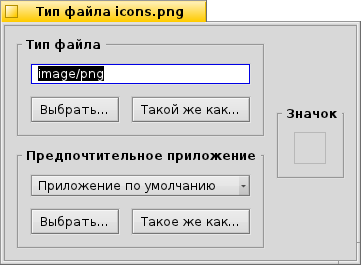 Тип файла icons.png
Тип файла
image/png
Выбрать... Такой же как...
Значок
Предпочтительное приложение
Приложение по умолчанию
Выбрать... Такое же как...